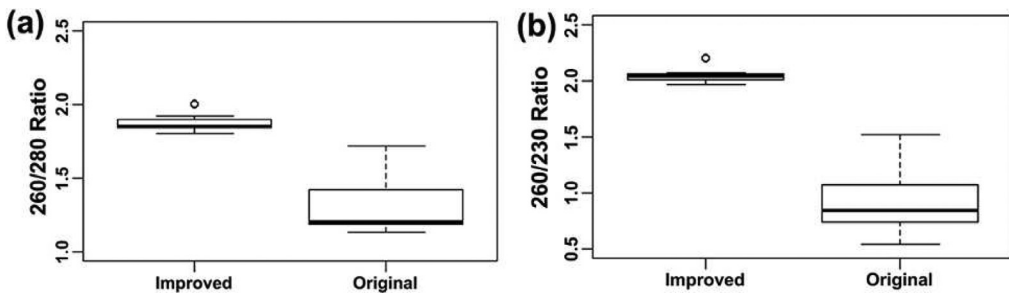 (a)
260/280 Ratio
2.5
2.0
1.5
1.0
Improved
Original
(b)
260/230 Ratio
2.5
2.0
1.5
1.0
0.5
Improved
Original